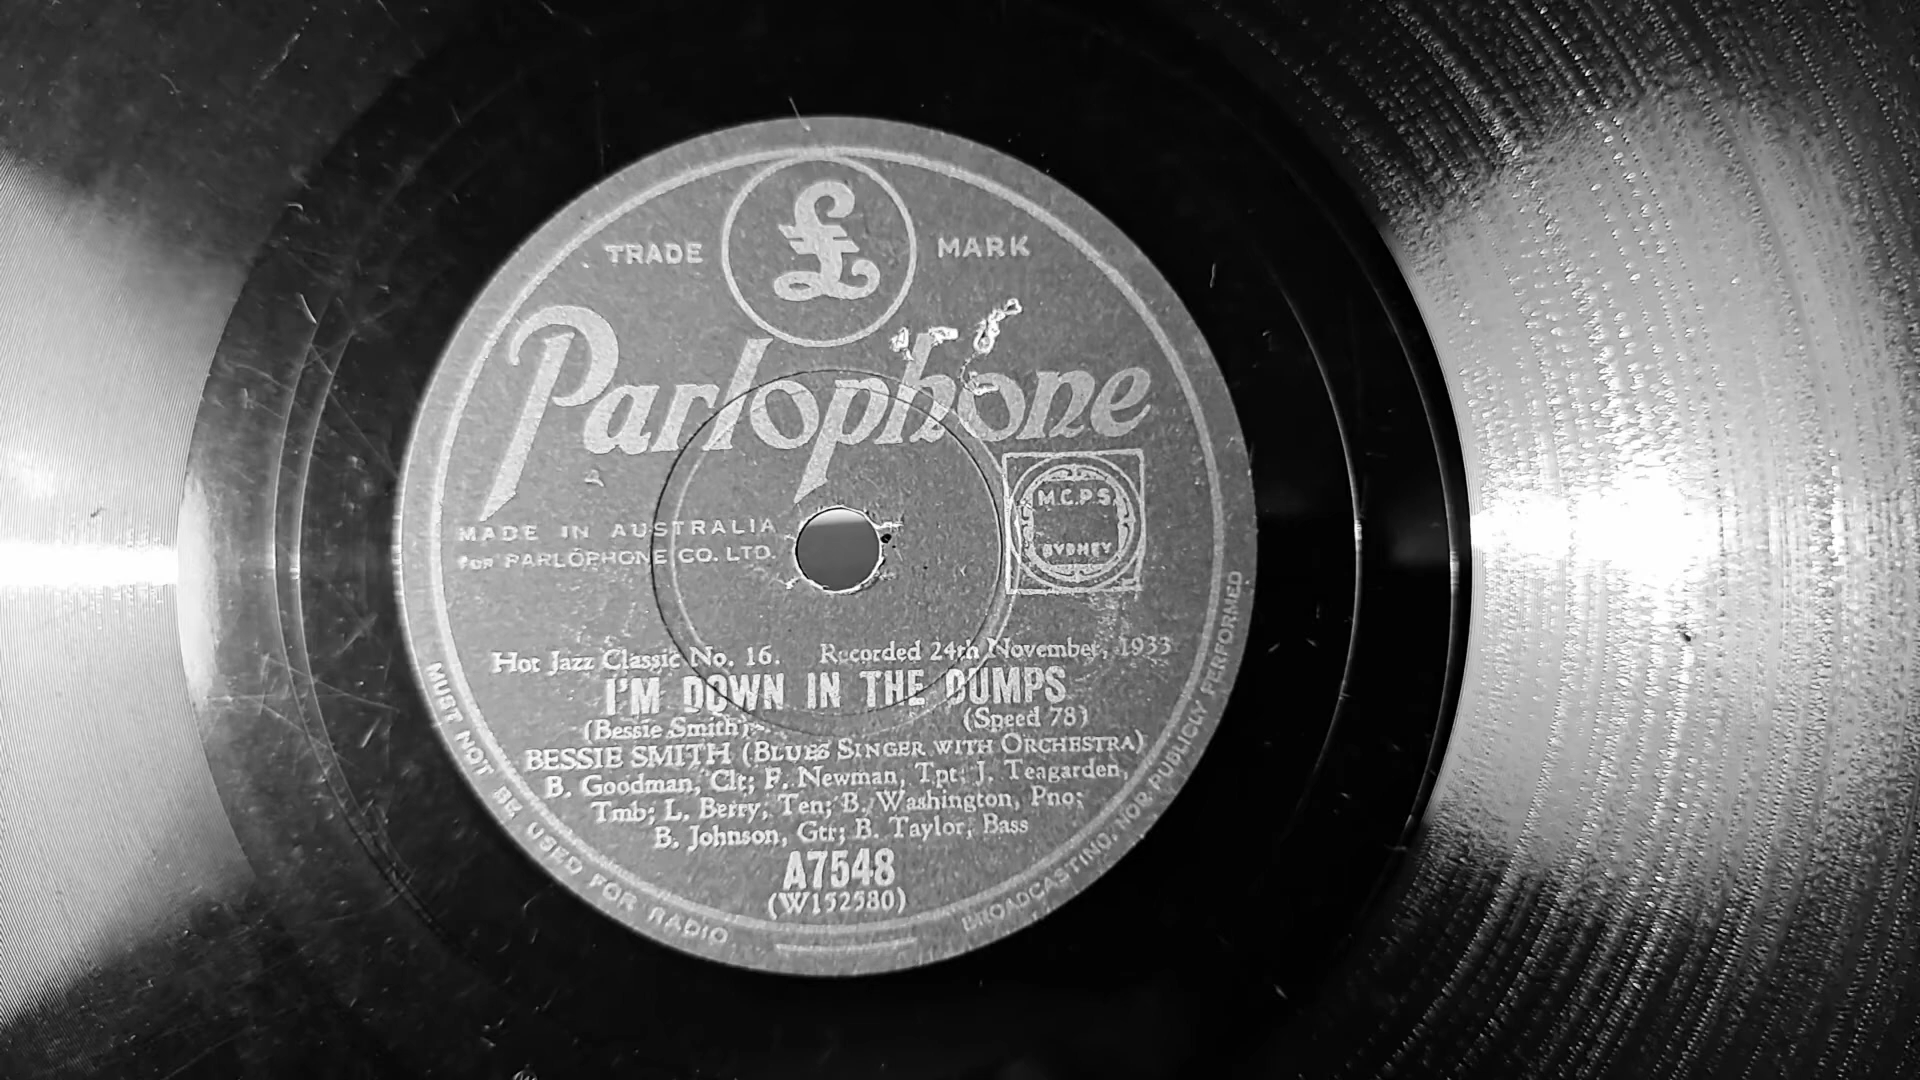 £
TRADE MARK
Parlophone
MADE IN AUSTRALIA
for PARLOPHONE CO. LTD.
M.C.P.S
SYDNEY
Hot Jazz Classic No. 16. Recorded 24th November, 1933
I'M DOWN IN THE DUMPS
(Bessie Smith) (Speed 78)
BESSIE SMITH (BLUES SINGER WITH ORCHESTRA)
B. Goodman, Clt; F. Newman, Tpt; J. Teagarden,
Tmb; L. Berry, Ten; B. Washington, Pno;
B. Johnson, Gtr; B. Taylor, Bass
A7548
(W152580)
MUST NOT BE USED FOR RADIO BROADCASTING, NOR PUBLICLY PERFORMED